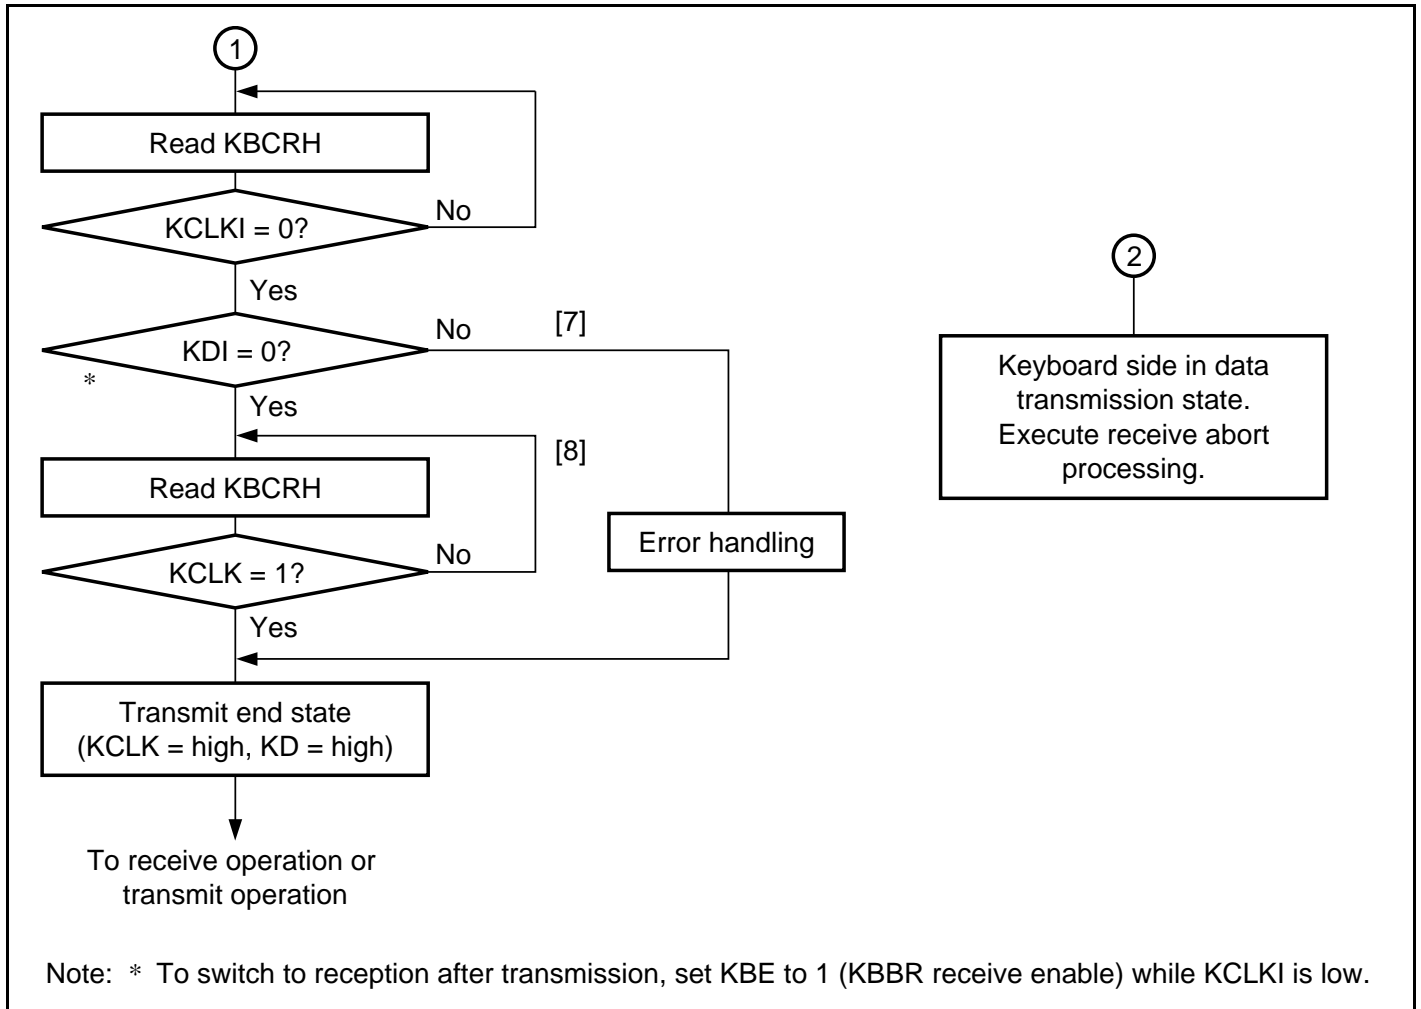 1
Read KBCRH
KCLKI = 0?
No
Yes
KDI = 0?
No
[7]
*
Yes
[8]
Read KBCRH
KCLK = 1?
No
Error handling
Yes
Transmit end state
(KCLK = high, KD = high)
To receive operation or
transmit operation
2
Keyboard side in data
transmission state.
Execute receive abort
processing.
Note: * To switch to reception after transmission, set KBE to 1 (KBBR receive enable) while KCLKI is low.